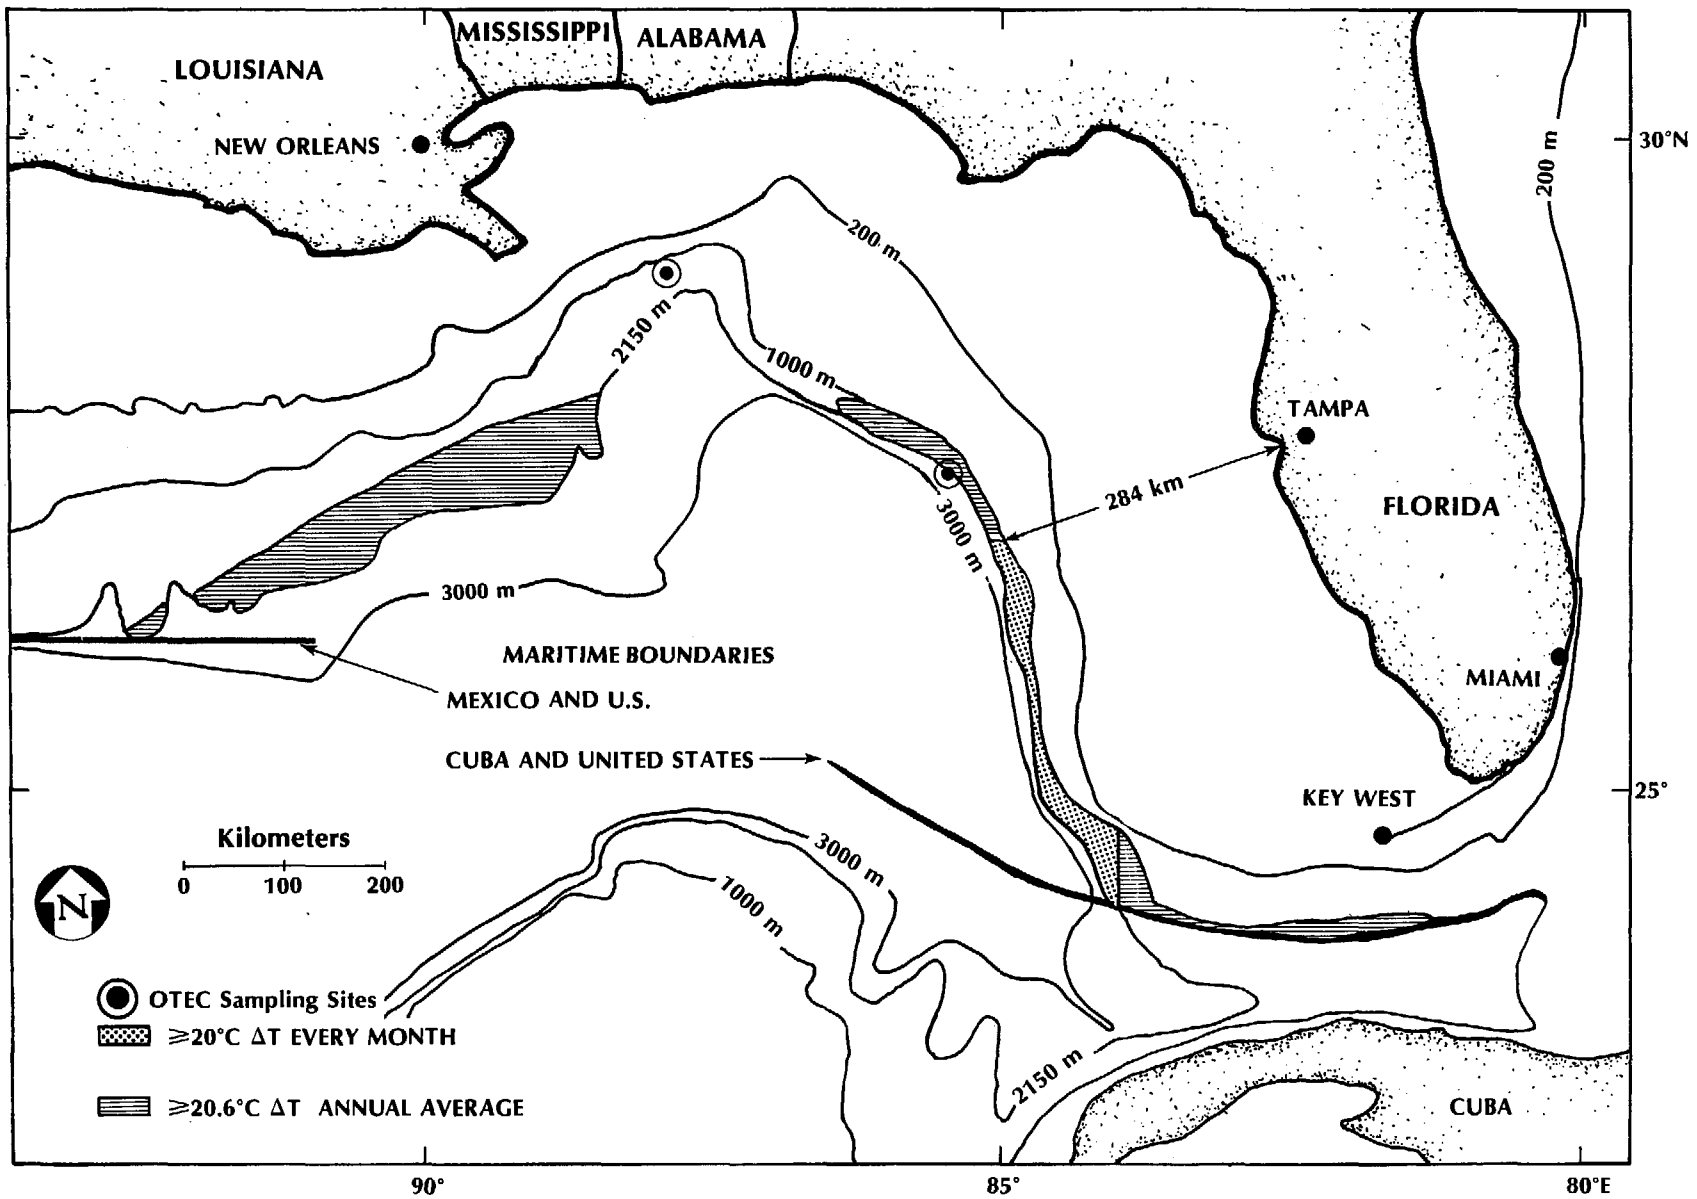 MISSISSIPPI
ALABAMA
LOUISIANA
NEW ORLEANS
30°N
200 m
200 m
2150 m
1000 m
TAMPA
284 km
FLORIDA
3000 m
3000 m
MARITIME BOUNDARIES
MEXICO AND U.S.
MIAMI
CUBA AND UNITED STATES
25°
KEY WEST
Kilometers
0 100 200
3000 m
1000 m
N
OTEC Sampling Sites
≥20°C ΔT EVERY MONTH
2150 m
≥20.6°C ΔT ANNUAL AVERAGE
CUBA
90° 85° 80°E